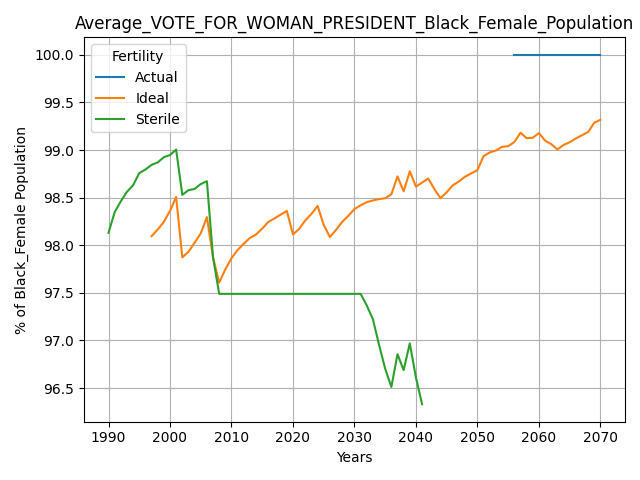 Average_VOTE_FOR_WOMAN_PRESIDENT_Black_Female_Population
Fertility
Actual
Ideal
Sterile
% of Black_Female Population
100.0
99.5
99.0
98.5
98.0
97.5
97.0
96.5
1990 2000 2010 2020 2030 2040 2050 2060 2070
Years